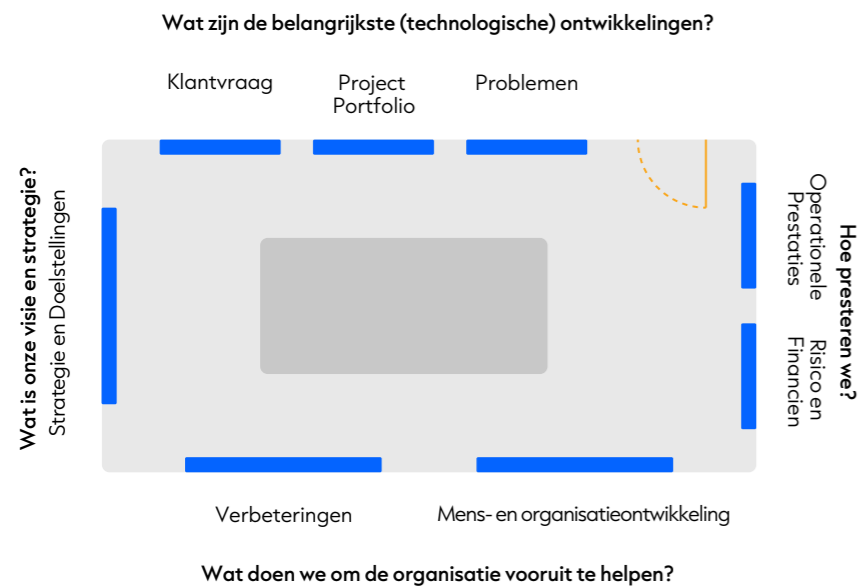 Wat zijn de belangrijkste (technologische) ontwikkelingen?
Klantvraag
Project
Portfolio
Problemen
Wat is onze visie en strategie?
Strategie en Doelstellingen
Hoe presteren we?
Operationele
Prestaties
Risico en
Financien
Verbeteringen
Mens- en organisatieontwikkeling
Wat doen we om de organisatie vooruit te helpen?